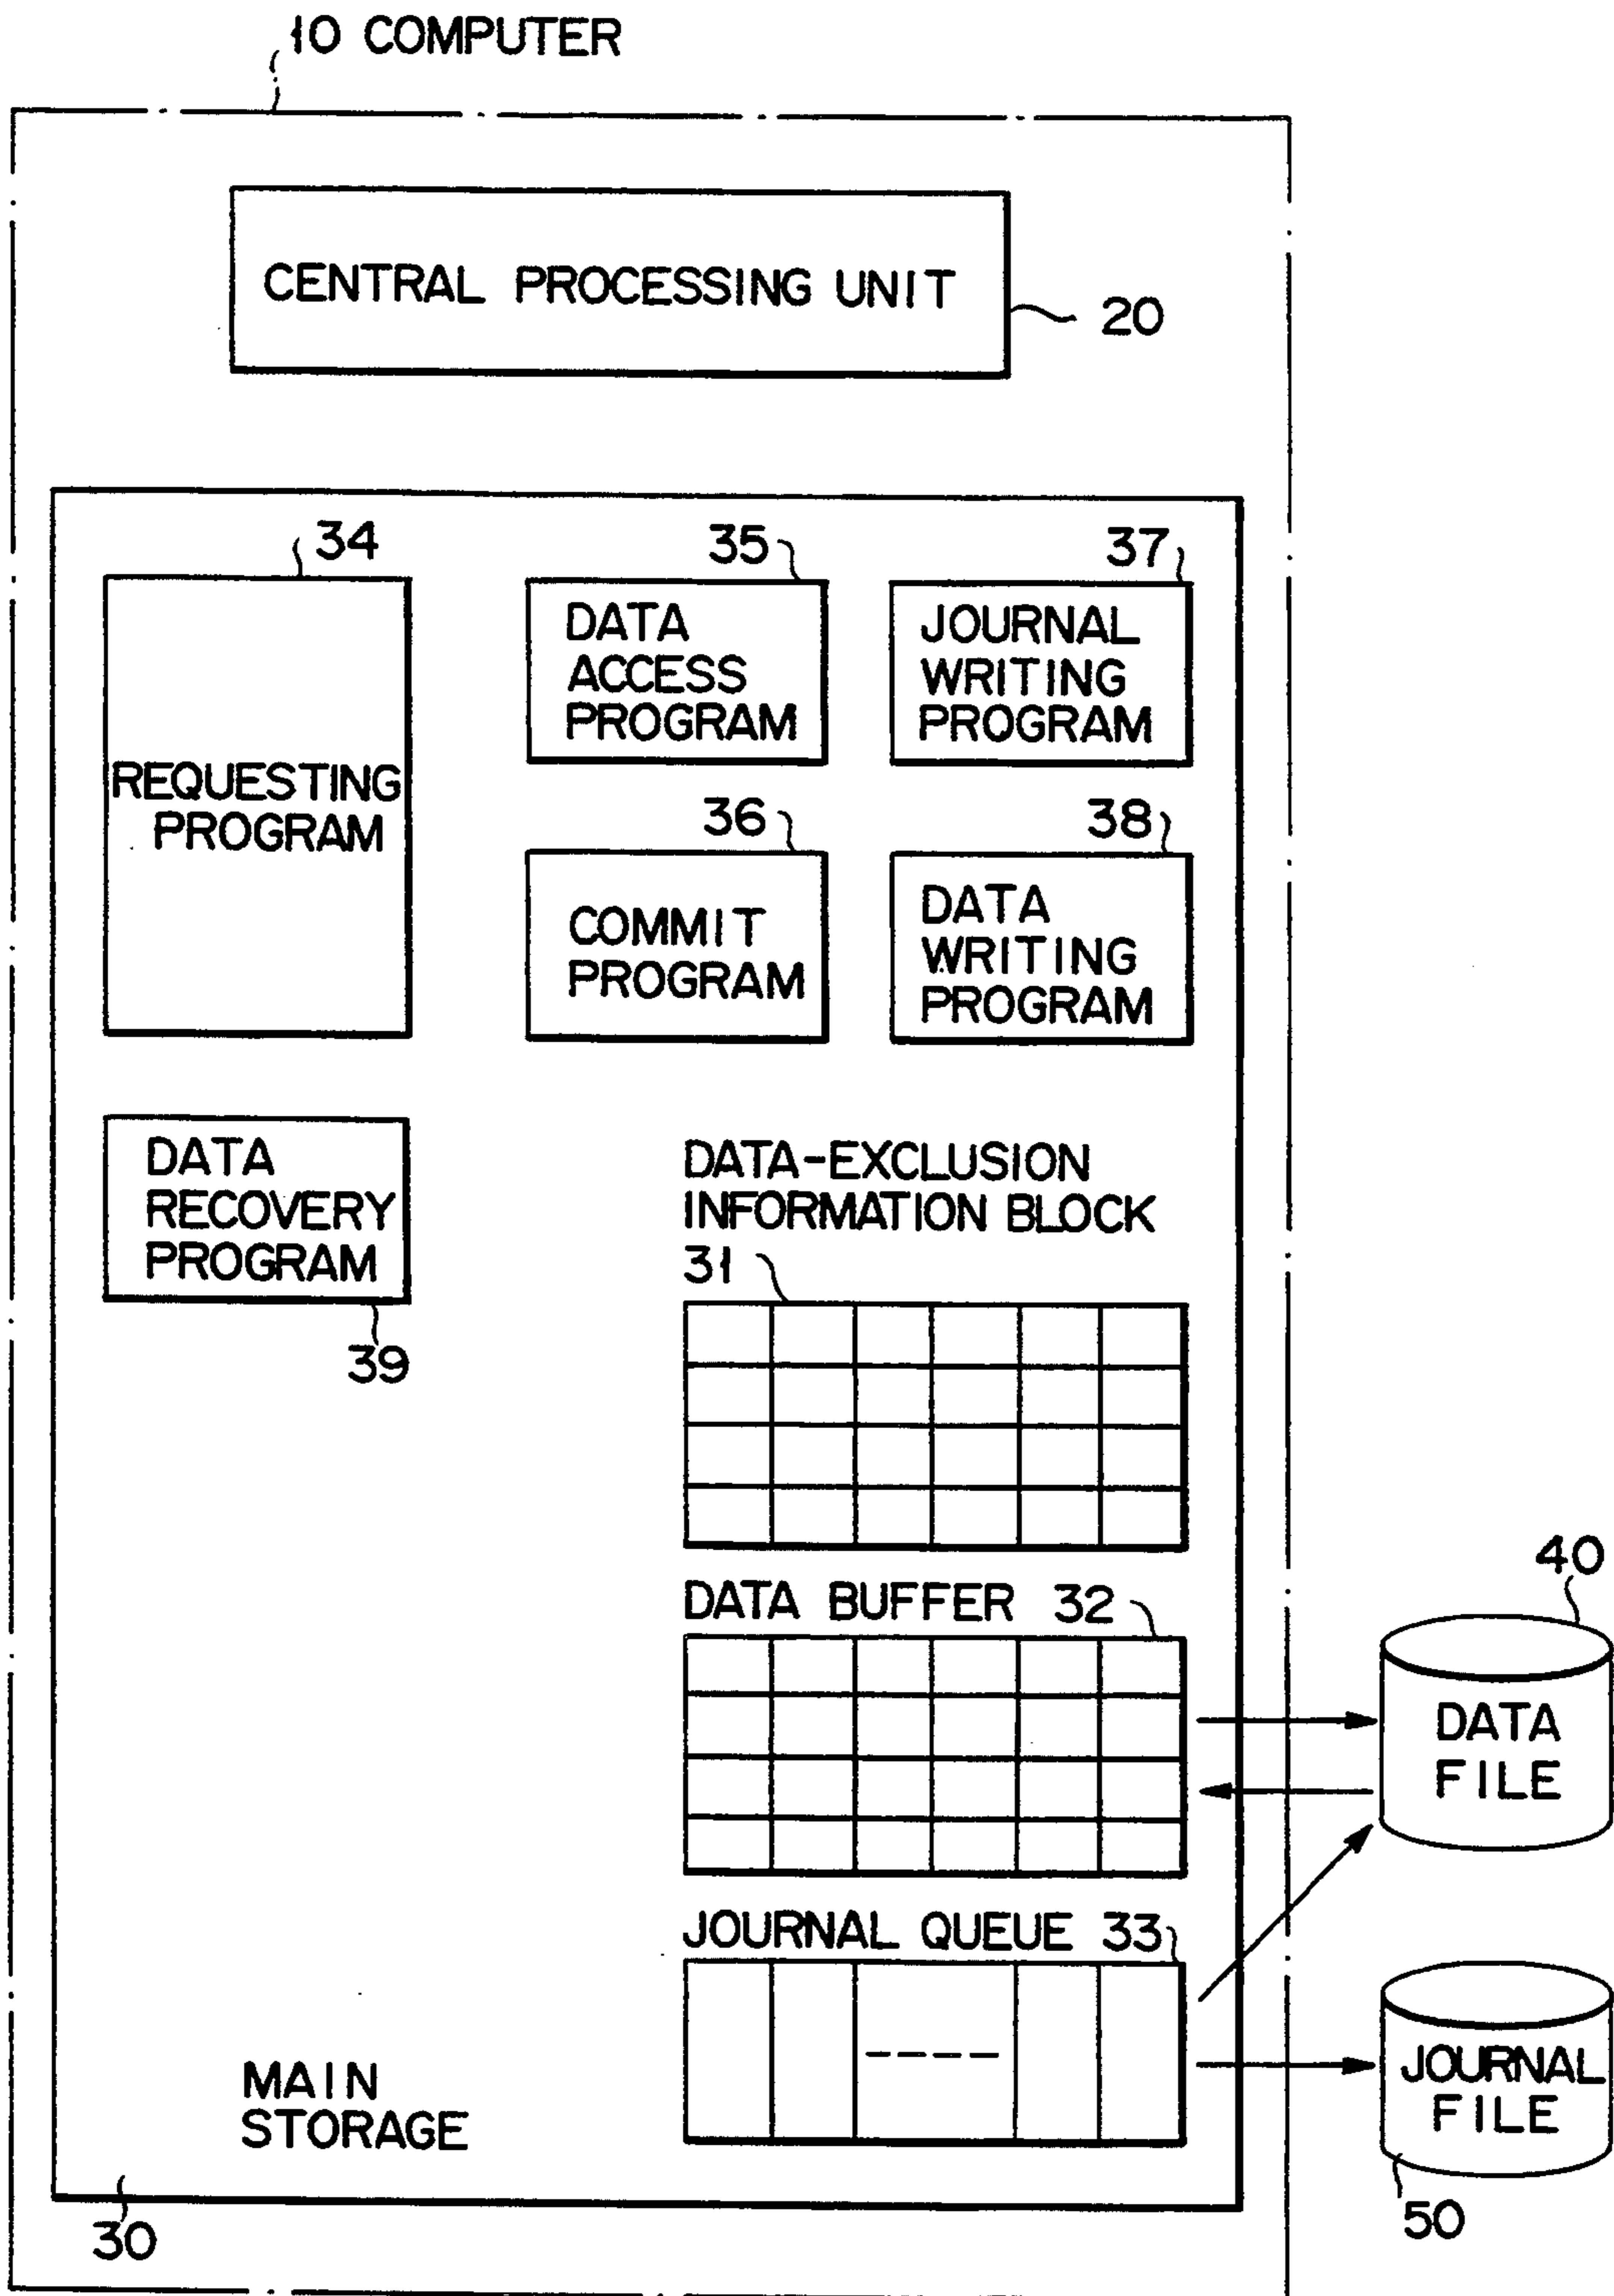 10 COMPUTER
CENTRAL PROCESSING UNIT
20
34
REQUESTING
PROGRAM
35
DATA
ACCESS
PROGRAM
37
JOURNAL
WRITING
PROGRAM
36
COMMIT
PROGRAM
38
DATA
WRITING
PROGRAM
DATA
RECOVERY
PROGRAM
39
DATA-EXCLUSION
INFORMATION BLOCK
31
DATA BUFFER 32
40
DATA
FILE
JOURNAL QUEUE 33
JOURNAL
FILE
50
MAIN
STORAGE
30